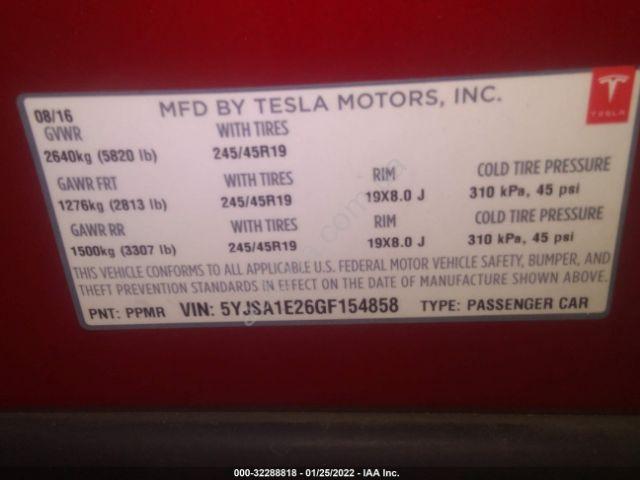 08/16 MFD BY TESLA MOTORS, INC.
TESLA
GVWR WITH TIRES
2640kg (5820 lb) 245/45R19
GAWR FRT WITH TIRES RIM COLD TIRE PRESSURE
1276kg (2813 lb) 245/45R19 19X8.0 J 310 kPa, 45 psi
GAWR RR WITH TIRES RIM COLD TIRE PRESSURE
1500kg (3307 lb) 245/45R19 19X8.0 J 310 kPa, 45 psi
THIS VEHICLE CONFORMS TO ALL APPLICABLE U.S. FEDERAL MOTOR VEHICLE SAFETY, BUMPER, AND
THEFT PREVENTION STANDARDS IN EFFECT ON THE DATE OF MANUFACTURE SHOWN ABOVE.
PNT: PPMR VIN: 5YJSA1E26GF154858 TYPE: PASSENGER CAR
000-32288818 - 01/25/2022 - IAA Inc.